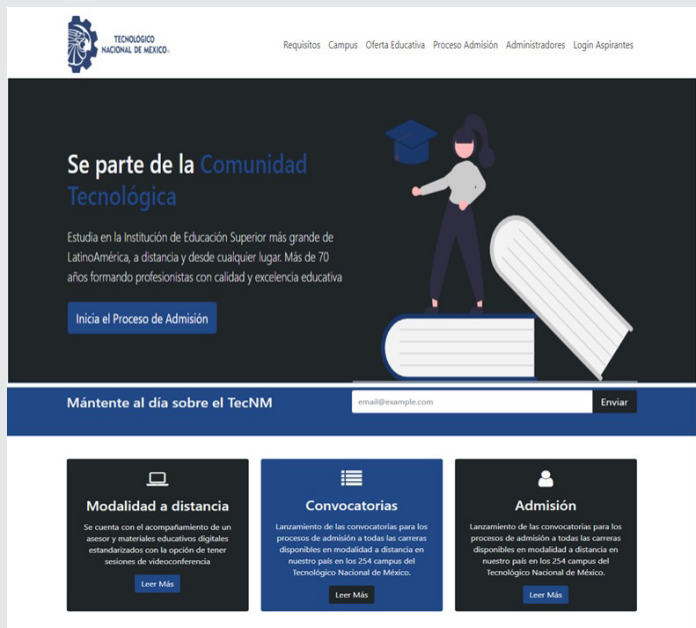 TECNOLÓGICO
NACIONAL DE MÉXICO®
Requisitos Campus Oferta Educativa Proceso Admisión Administradores Login Aspirantes
Se parte de la Comunidad
Tecnológica
Estudia en la Institución de Educación Superior más grande de
LatinoAmérica, a distancia y desde cualquier lugar. Más de 70
años formando profesionistas con calidad y excelencia educativa
Inicia el Proceso de Admisión
Mántente al día sobre el TecNM
email@example.com
Enviar
Modalidad a distancia
Se cuenta con el acompañamiento de un
asesor y materiales educativos digitales
estandarizados con la opción de tener
sesiones de videoconferencia
Leer Más
Convocatorias
Lanzamiento de las convocatorias para los
procesos de admisión a todas las carreras
disponibles en modalidad a distancia en
nuestro país en los 254 campus del
Tecnológico Nacional de México.
Leer Más
Admisión
Lanzamiento de las convocatorias para los
procesos de admisión a todas las carreras
disponibles en modalidad a distancia en
nuestro país en los 254 campus del
Tecnológico Nacional de México.
Leer Más